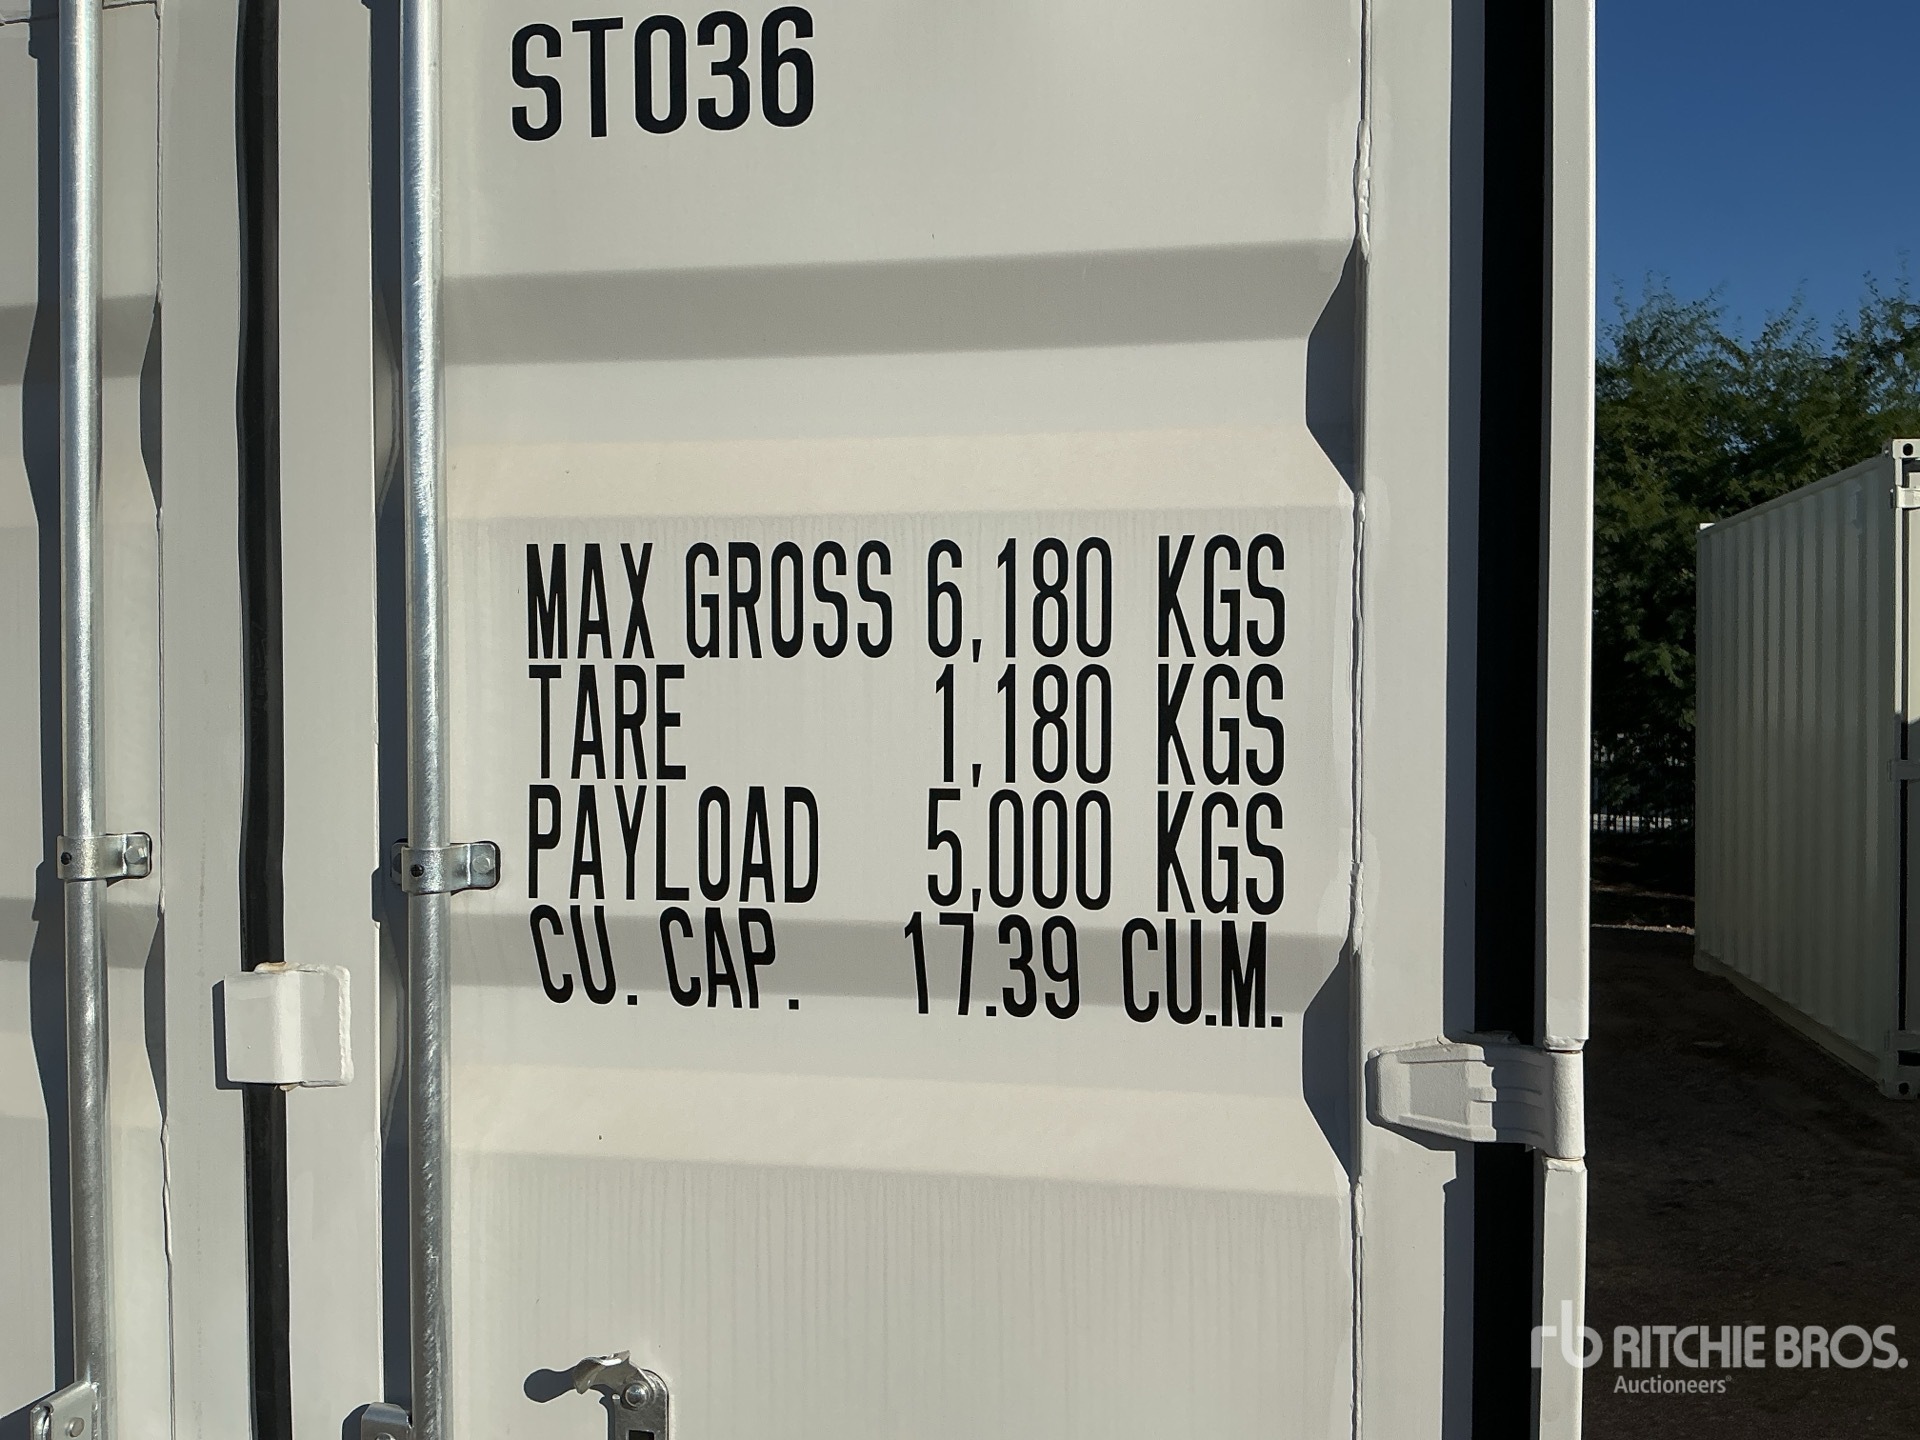 ST036
MAX GROSS 6,180 KGS
TARE 1,180 KGS
PAYLOAD 5,000 KGS
CU. CAP. 17.39 CU.M.
rb RITCHIE BROS.
Auctioneers®